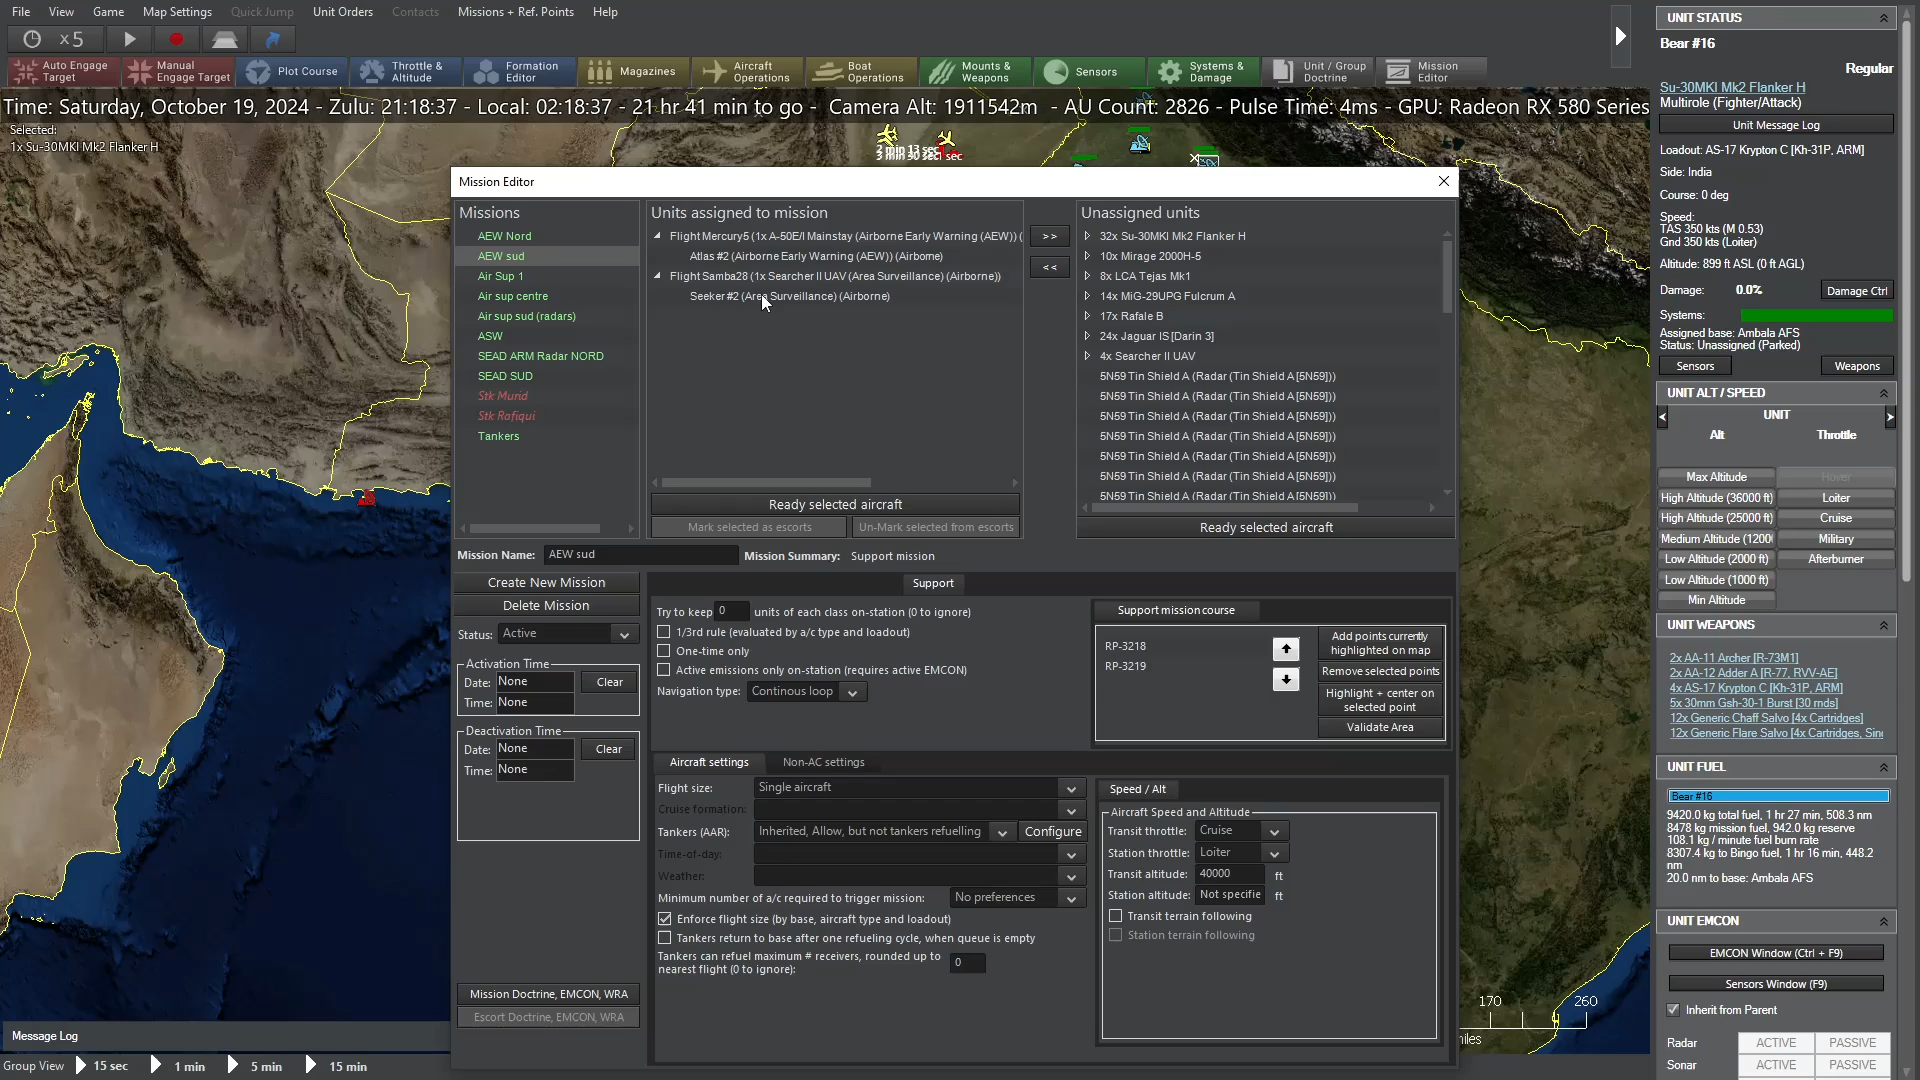 File View Game Map Settings Quick Jump Unit Orders Contacts Missions + Ref. Points Help
x 5
Auto Engage Target
Manual Engage Target
Plot Course
Throttle & Altitude
Formation Editor
Magazines
Aircraft Operations
Boat Operations
Mounts & Weapons
Sensors
Systems & Damage
Unit / Group Doctrine
Mission Editor
Time: Saturday, October 19, 2024 - Zulu: 21:18:37 - Local: 02:18:37 - 21 hr 41 min to go - Camera Alt: 1911542m - AU Count: 2826 - Pulse Time: 4ms - GPU: Radeon RX 580 Series
Selected:
1x Su-30MKI Mk2 Flanker H
2 min 13 sec
Mission Editor
Missions
AEW Nord
AEW sud
Air Sup 1
Air sup centre
Air sup sud (radars)
ASW
SEAD ARM Radar NORD
SEAD SUD
Stk Murid
Stk Rafiqui
Tankers
Units assigned to mission
Flight Mercury5 (1x A-50E/I Mainstay (Airborne Early Warning (AEW)) (
Atlas #2 (Airborne Early Warning (AEW)) (Airborne)
Flight Samba28 (1x Searcher II UAV (Area Surveillance) (Airborne))
Seeker #2 (Area Surveillance) (Airborne)
Ready selected aircraft
Mark selected as escorts
Un-Mark selected from escorts
>>
<<
Unassigned units
32x Su-30MKI Mk2 Flanker H
10x Mirage 2000H-5
8x LCA Tejas Mk1
14x MiG-29UPG Fulcrum A
17x Rafale B
24x Jaguar IS [Darin 3]
4x Searcher II UAV
5N59 Tin Shield A (Radar (Tin Shield A [5N59]))
5N59 Tin Shield A (Radar (Tin Shield A [5N59]))
5N59 Tin Shield A (Radar (Tin Shield A [5N59]))
5N59 Tin Shield A (Radar (Tin Shield A [5N59]))
5N59 Tin Shield A (Radar (Tin Shield A [5N59]))
5N59 Tin Shield A (Radar (Tin Shield A [5N59]))
5N59 Tin Shield A (Radar (Tin Shield A [5N59]))
Ready selected aircraft
Mission Name: AEW sud Mission Summary: Support mission
Create New Mission
Delete Mission
Status: Active
Activation Time
Date: None Clear
Time: None
Deactivation Time
Date: None Clear
Time: None
Mission Doctrine, EMCON, WRA
Escort Doctrine, EMCON, WRA
Support
Try to keep 0 units of each class on-station (0 to ignore)
1/3rd rule (evaluated by a/c type and loadout)
One-time only
Active emissions only on-station (requires active EMCON)
Navigation type: Continous loop
Support mission course
RP-3218
RP-3219
Add points currently highlighted on map
Remove selected points
Highlight + center on selected point
Validate Area
Aircraft settings Non-AC settings
Flight size: Single aircraft
Cruise formation:
Tankers (AAR): Inherited, Allow, but not tankers refuelling Configure
Time-of-day:
Weather:
Minimum number of a/c required to trigger mission: No preferences
Enforce flight size (by base, aircraft type and loadout)
Tankers return to base after one refueling cycle, when queue is empty
Tankers can refuel maximum # receivers, rounded up to nearest flight (0 to ignore): 0
Speed / Alt
Aircraft Speed and Altitude
Transit throttle: Cruise
Station throttle: Loiter
Transit altitude: 40000 ft
Station altitude: Not specifie ft
Transit terrain following
Station terrain following
170 260
iles
Message Log
Group View 15 sec 1 min 5 min 15 min
UNIT STATUS
Bear #16
Regular
Su-30MKI Mk2 Flanker H
Multirole (Fighter/Attack)
Unit Message Log
Loadout: AS-17 Krypton C [Kh-31P, ARM]
Side: India
Course: 0 deg
Speed:
TAS 350 kts (M 0.53)
Gnd 350 kts (Loiter)
Altitude: 899 ft ASL (0 ft AGL)
Damage: 0.0% Damage Ctrl
Systems:
Assigned base: Ambala AFS
Status: Unassigned (Parked)
Sensors Weapons
UNIT ALT / SPEED
UNIT
Alt Throttle
Max Altitude Hover
High Altitude (36000 ft) Loiter
High Altitude (25000 ft) Cruise
Medium Altitude (1200 Military
Low Altitude (2000 ft) Afterburner
Low Altitude (1000 ft)
Min Altitude
UNIT WEAPONS
2x AA-11 Archer [R-73M1]
2x AA-12 Adder A [R-77, RVV-AE]
4x AS-17 Krypton C [Kh-31P, ARM]
5x 30mm Gsh-30-1 Burst [30 rnds]
12x Generic Chaff Salvo [4x Cartridges]
12x Generic Flare Salvo [4x Cartridges, Sin
UNIT FUEL
Bear #16
9420.0 kg total fuel, 1 hr 27 min, 508.3 nm
8478 kg mission fuel, 942.0 kg reserve
108.1 kg / minute fuel burn rate
8307.4 kg to Bingo fuel, 1 hr 16 min, 448.2 nm
20.0 nm to base: Ambala AFS
UNIT EMCON
EMCON Window (Ctrl + F9)
Sensors Window (F9)
Inherit from Parent
Radar ACTIVE PASSIVE
Sonar ACTIVE PASSIVE